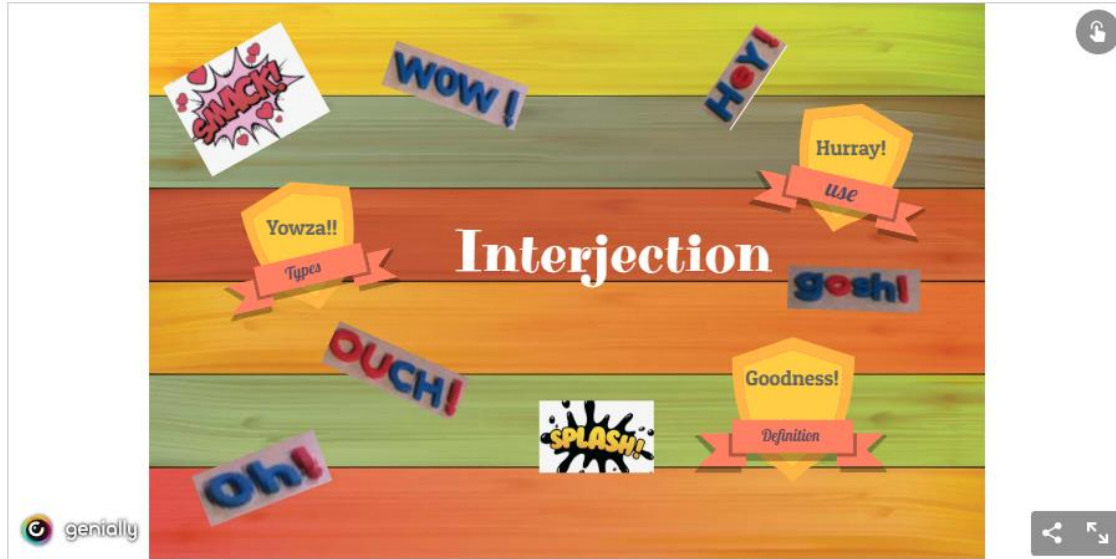 SMACK!
WOW!
HeY!
Hurray!
use
Yowza!!
Types
Interjection
gosh!
OUCH!
Goodness!
Definition
SPLASH!
Oh!
genially